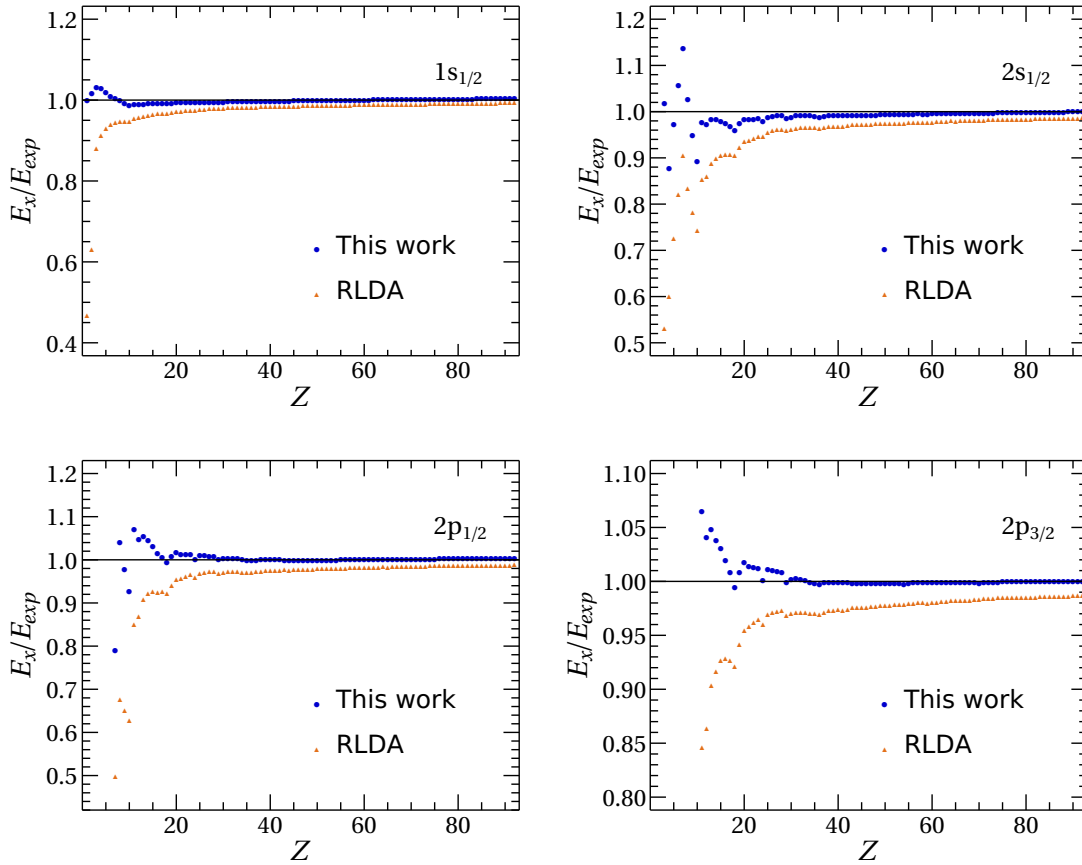 1.2
1.0
0.8
0.6
0.4
E_x/E_exp
1s1/2
This work
RLDA
20 40 60 80
Z
1.2
1.1
1.0
0.9
0.8
0.7
0.6
0.5
E_x/E_exp
2s1/2
This work
RLDA
20 40 60 80
Z
1.2
1.1
1.0
0.9
0.8
0.7
0.6
0.5
E_x/E_exp
2p1/2
This work
RLDA
20 40 60 80
Z
1.10
1.05
1.00
0.95
0.90
0.85
0.80
E_x/E_exp
2p3/2
This work
RLDA
20 40 60 80
Z